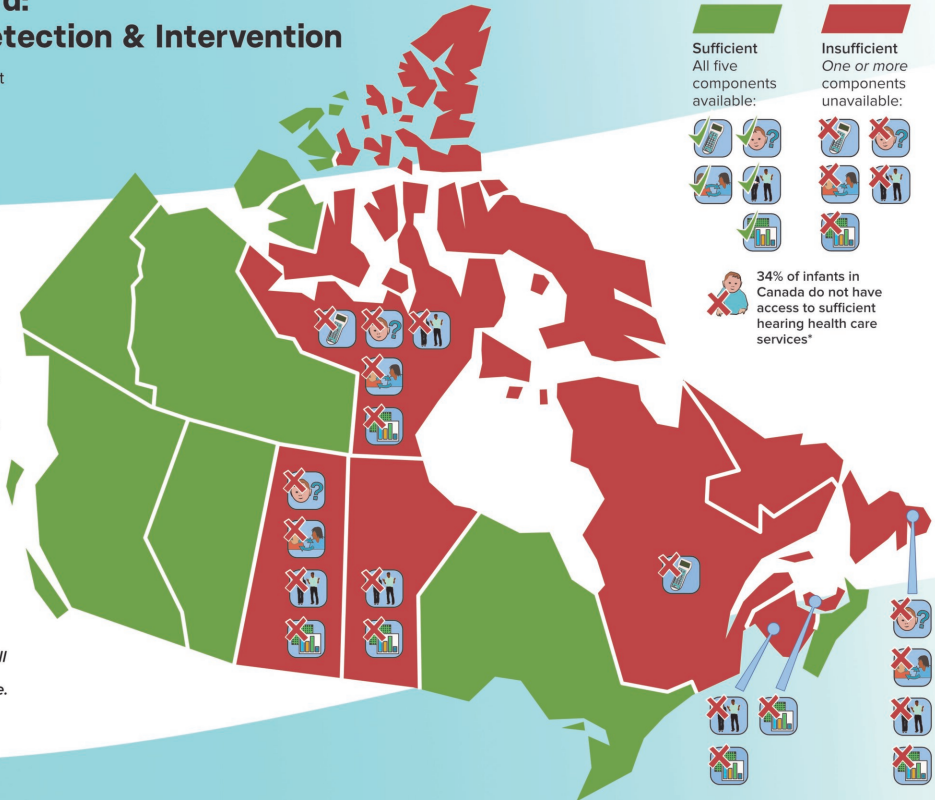 etection & Intervention
t
Sufficient
All five
components
available:
Insufficient
One or more
components
unavailable:
34% of infants in
Canada do not have
access to sufficient
hearing health care
services*
ll
e.